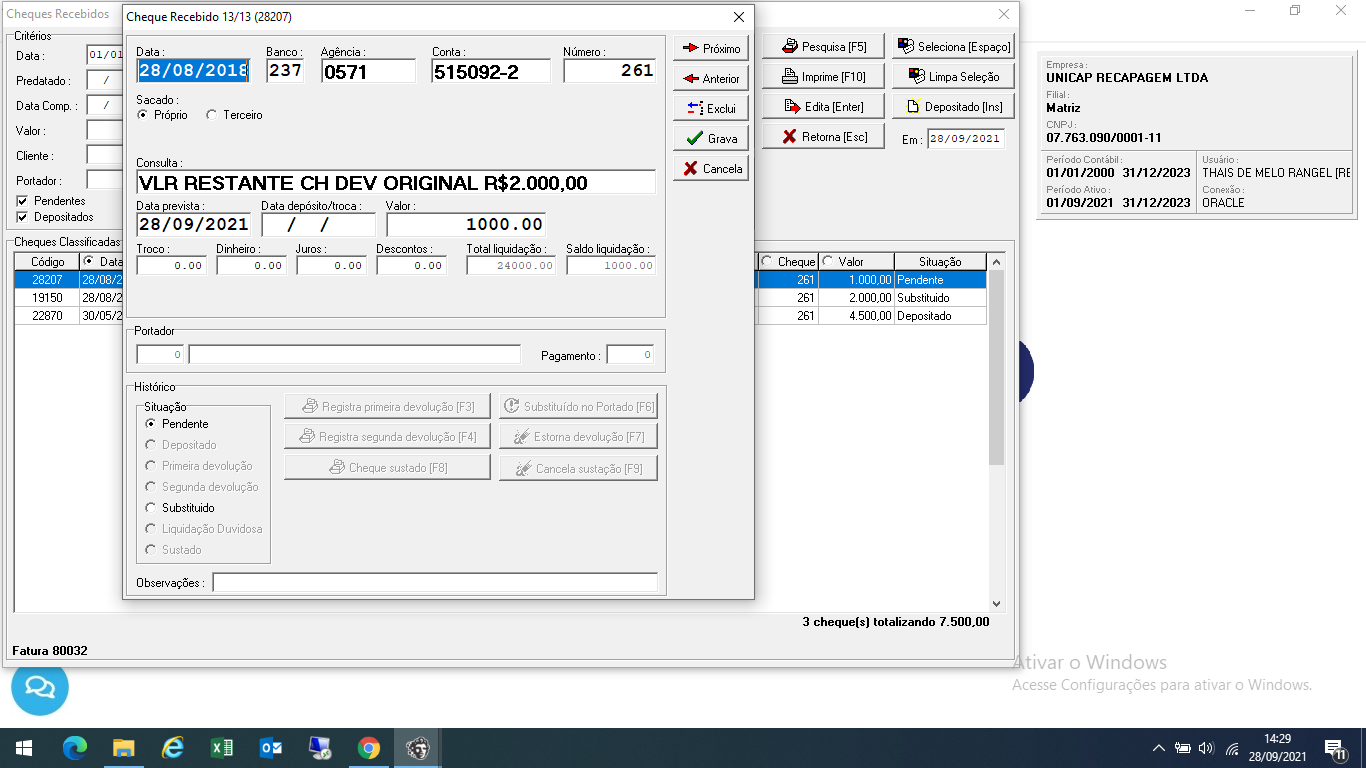 Cheques Recebidos
Critérios
Data : 01/01
Predatado : /
Data Comp. : /
Valor :
Cliente :
Portador :
Pendentes
Depositados
Cheque Recebido 13/13 (28207)
Data : Banco : Agência : Conta : Número :
28/08/2018 237 0571 515092-2 261
Sacado :
Próprio Terceiro
Consulta :
VLR RESTANTE CH DEV ORIGINAL R$2.000,00
Data prevista : Data depósito/troca : Valor :
28/09/2021 / / 1000.00
Troco : Dinheiro : Juros : Descontos : Total liquidação : Saldo liquidação :
0.00 0.00 0.00 0.00 24000.00 1000.00
Portador
0 Pagamento : 0
Histórico
Situação
Pendente
Depositado
Primeira devolução
Segunda devolução
Substituido
Liquidação Duvidosa
Sustado
Registra primeira devolução [F3] Substituído no Portado [F6]
Registra segunda devolução [F4] Estorna devolução [F7]
Cheque sustado [F8] Cancela sustação [F9]
Observações :
Próximo
Anterior
Exclui
Grava
Cancela
Pesquisa [F5] Seleciona [Espaço]
Imprime [F10] Limpa Seleção
Edita [Enter] Depositado [Ins]
Retorna [Esc] Em : 28/09/2021
Empresa :
UNICAP RECAPAGEM LTDA
Filial :
Matriz
CNPJ :
07.763.090/0001-11
Período Contábil :
01/01/2000 31/12/2023
Período Ativo :
01/09/2021 31/12/2023
Usuário :
THAIS DE MELO RANGEL [RE
Conexão :
ORACLE
Cheques Classificadas
Código Data Cheque Valor Situação
28207 28/08/2 261 1.000,00 Pendente
19150 28/08/2 261 2.000,00 Substituido
22870 30/05/2 261 4.500,00 Depositado
3 cheque(s) totalizando 7.500,00
Fatura 80032
Ativar o Windows
Acesse Configurações para ativar o Windows.
14:29
28/09/2021
11